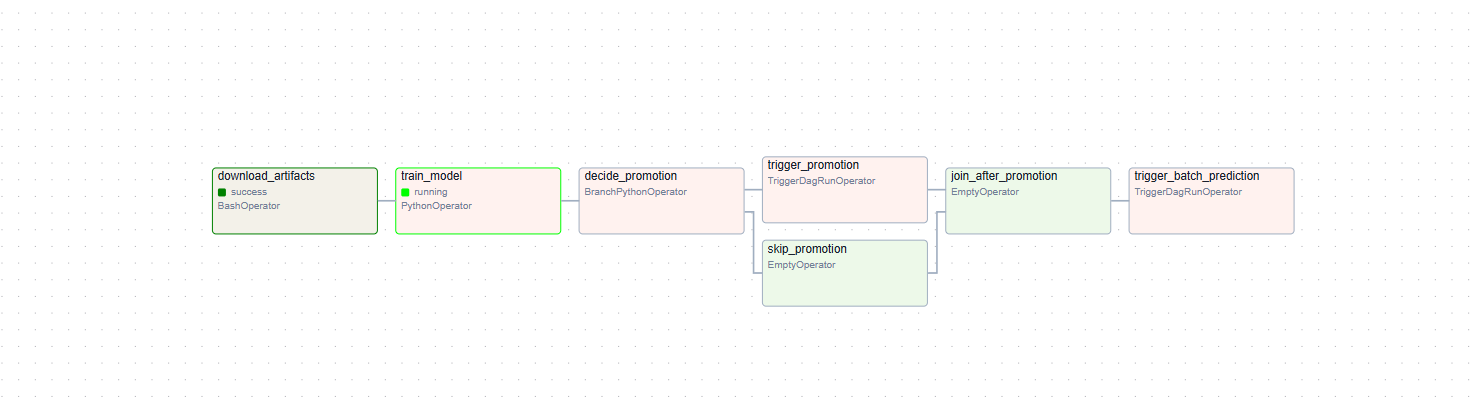 download_artifacts
success
BashOperator
train_model
running
PythonOperator
decide_promotion
BranchPythonOperator
trigger_promotion
TriggerDagRunOperator
skip_promotion
EmptyOperator
join_after_promotion
EmptyOperator
trigger_batch_prediction
TriggerDagRunOperator